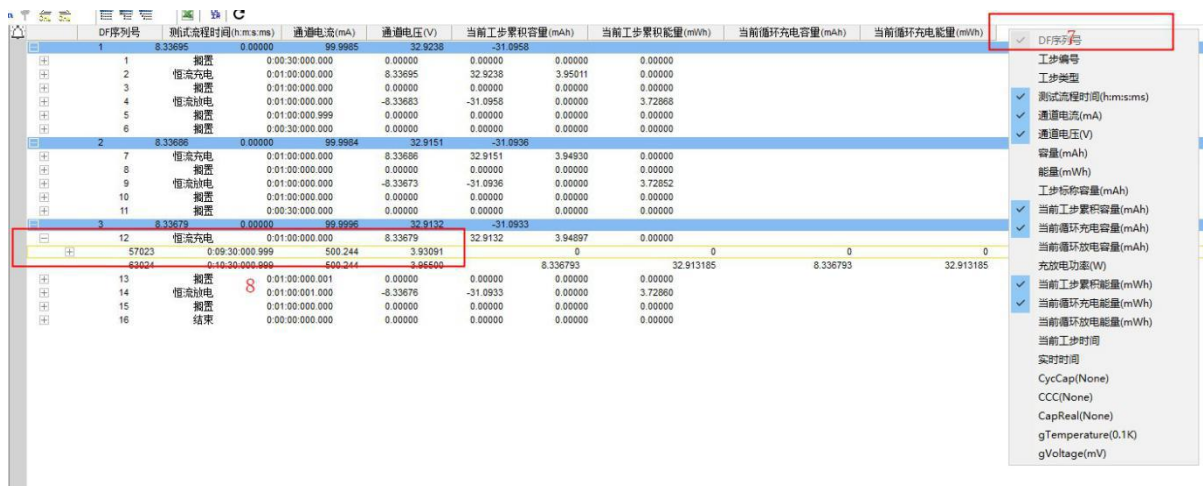 DF序列号 测试流程时间(h:m:s:ms) 通道电流(mA) 通道电压(V) 当前工步累积容量(mAh) 当前工步累积能量(mWh) 当前循环充电容量(mAh) 当前循环充电能量(mWh)
1 8.33695 0.00000 99.9985 32.9238 -31.0958
1 搁置 0:00:30:000.000 0.00000 0.00000 0.00000 0.00000
2 恒流充电 0:01:00:000.000 8.33695 32.9238 3.95011 0.00000
3 搁置 0:01:00:000.000 0.00000 0.00000 0.00000 0.00000
4 恒流放电 0:01:00:000.000 -8.33683 -31.0958 0.00000 3.72868
5 搁置 0:01:00:000.999 0.00000 0.00000 0.00000 0.00000
6 搁置 0:00:30:000.000 0.00000 0.00000 0.00000 0.00000
2 8.33686 0.00000 99.9984 32.9151 -31.0936
7 恒流充电 0:01:00:000.000 8.33686 32.9151 3.94930 0.00000
8 搁置 0:01:00:000.000 0.00000 0.00000 0.00000 0.00000
9 恒流放电 0:01:00:000.000 -8.33673 -31.0936 0.00000 3.72852
10 搁置 0:01:00:000.000 0.00000 0.00000 0.00000 0.00000
11 搁置 0:00:30:000.000 0.00000 0.00000 0.00000 0.00000
3 8.33679 0.00000 99.9996 32.9132 -31.0933
12 恒流充电 0:01:00:000.000 8.33679 32.9132 3.94897 0.00000
57023 0:09:30:000.999 500.244 3.93091 0 0 0 0
63024 0:10:30:000.999 500.244 3.95500 8.336793 32.913185 8.336793 32.913185
13 搁置 0:01:00:000.001 0.00000 0.00000 0.00000 0.00000
14 恒流放电 0:01:00:001.000 -8.33676 -31.0933 0.00000 3.72860
15 搁置 0:01:00:000.000 0.00000 0.00000 0.00000 0.00000
16 结束 0:00:00:000.000 0.00000 0.00000 0.00000 0.00000
8
7
DF序列号
工步编号
工步类型
测试流程时间(h:m:s:ms)
通道电流(mA)
通道电压(V)
容量(mAh)
能量(mWh)
工步标称容量(mAh)
当前工步累积容量(mAh)
当前循环充电容量(mAh)
当前循环放电容量(mAh)
充放电功率(W)
当前工步累积能量(mWh)
当前循环充电能量(mWh)
当前循环放电能量(mWh)
当前工步时间
实时时间
CycCap(None)
CCC(None)
CapReal(None)
gTemperature(0.1K)
gVoltage(mV)